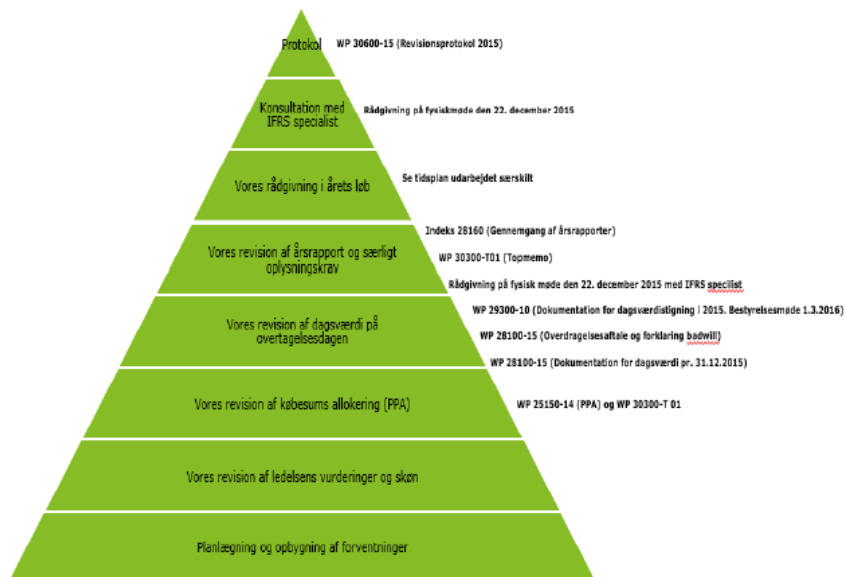 Protokol
WP 30600-15 (Revisionsprotokol 2015)
Konsultation med
IFRS specialist
Rådgivning på fysiskmøde den 22. december 2015
Vores rådgivning i årets løb
Se tidsplan udarbejdet særskilt
Indeks 28160 (Gennemgang af årsrapporter)
Vores revision af årsrapport og særligt
oplysningskrav
WP 30300-T01 (Topmemo)
Rådgivning på fysisk møde den 22. december 2015 med IFRS specilist
WP 29300-10 (Dokumentation for dagsværdistigning i 2015. Bestyrelsesmøde 1.3.2016)
Vores revision af dagsværdi på
overtagelsesdagen
WP 28100-15 (Overdragelsesaftale og forklaring badwill)
WP 28100-15 (Dokumentation for dagsværdi pr. 31.12.2015)
Vores revision af købesums allokering (PPA)
WP 25150-14 (PPA) og WP 30300-T 01
Vores revision af ledelsens vurderinger og skøn
Planlægning og opbygning af forventninger